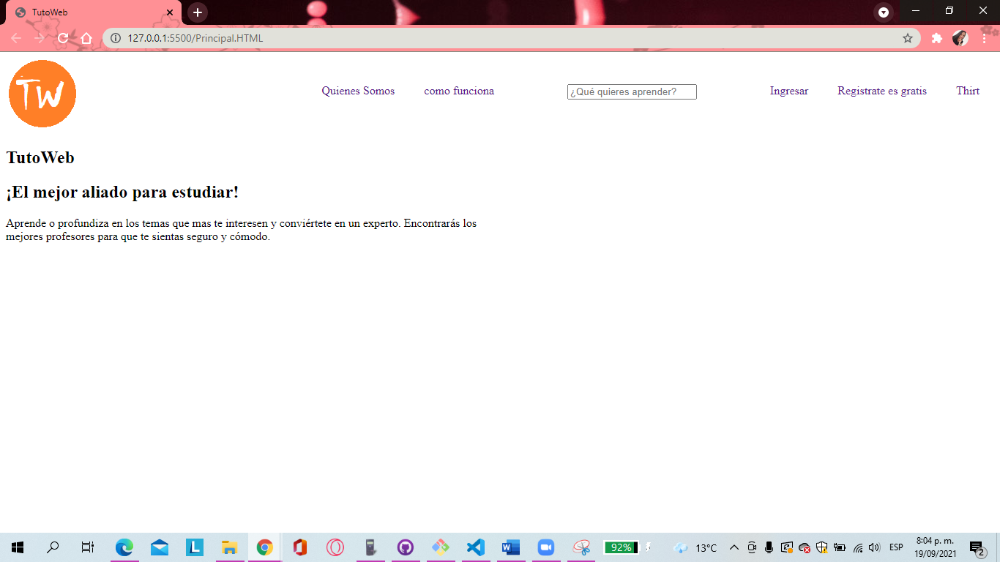 TutoWeb
127.0.0.1:5500/Principal.HTML
TW
Quienes Somos
como funciona
¿Qué quieres aprender?
Ingresar
Registrate es gratis
Thirt
TutoWeb
¡El mejor aliado para estudiar!
Aprende o profundiza en los temas que mas te interesen y conviértete en un experto. Encontrarás los
mejores profesores para que te sientas seguro y cómodo.
L
W
92%
13°C
ESP
8:04 p. m.
19/09/2021
2